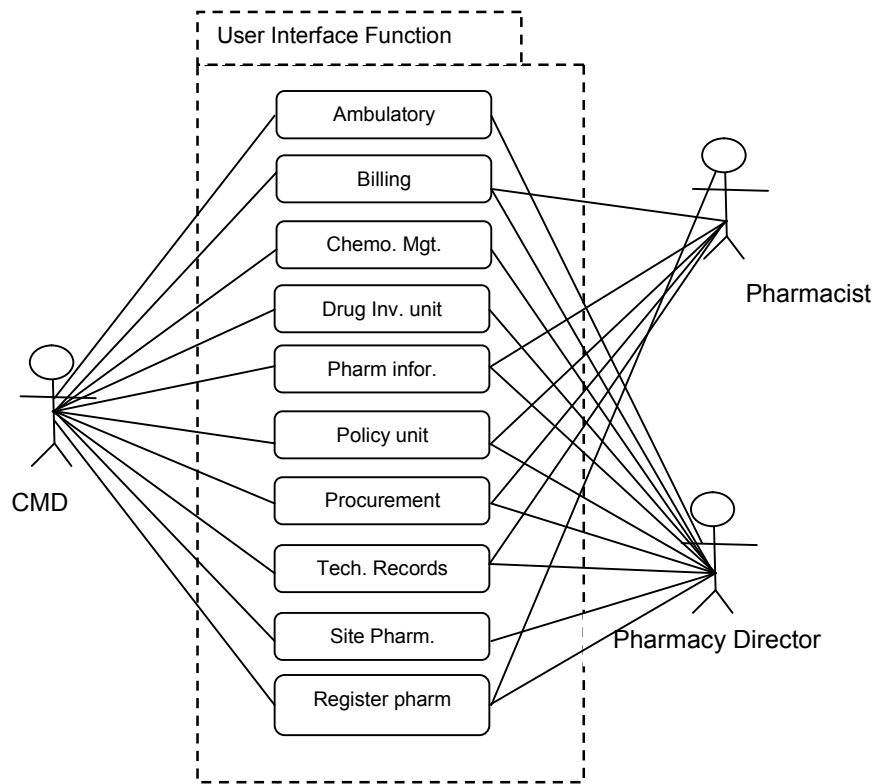 User Interface Function
Ambulatory
Billing
Chemo. Mgt.
Drug Inv. unit
Pharm infor.
Policy unit
Procurement
Tech. Records
Site Pharm.
Register pharm
CMD
Pharmacist
Pharmacy Director